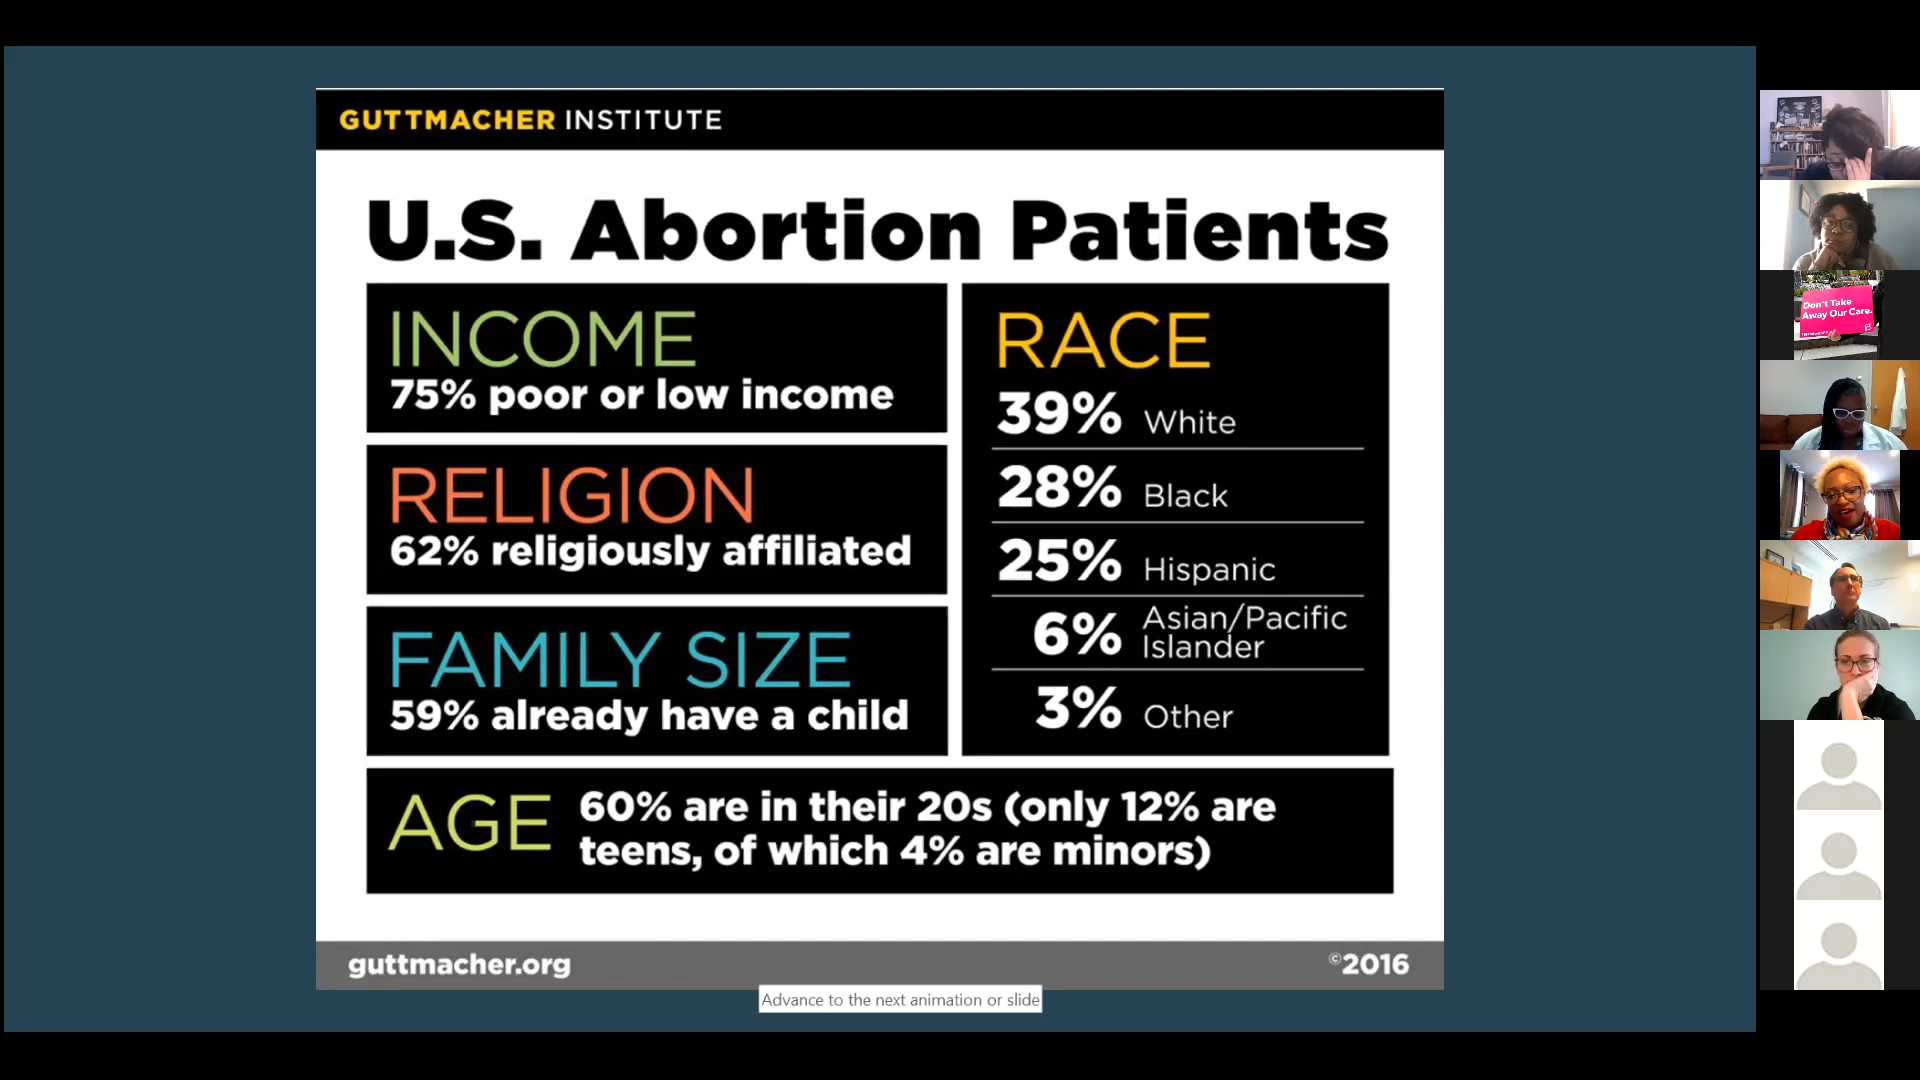 GUTTMACHER INSTITUTE
U.S. Abortion Patients
INCOME
75% poor or low income
RELIGION
62% religiously affiliated
FAMILY SIZE
59% already have a child
RACE
39% White
28% Black
25% Hispanic
6% Asian/Pacific
Islander
3% Other
AGE
60% are in their 20s (only 12% are
teens, of which 4% are minors)
guttmacher.org
©2016
Advance to the next animation or slide
Don't Take
Away Our Care.